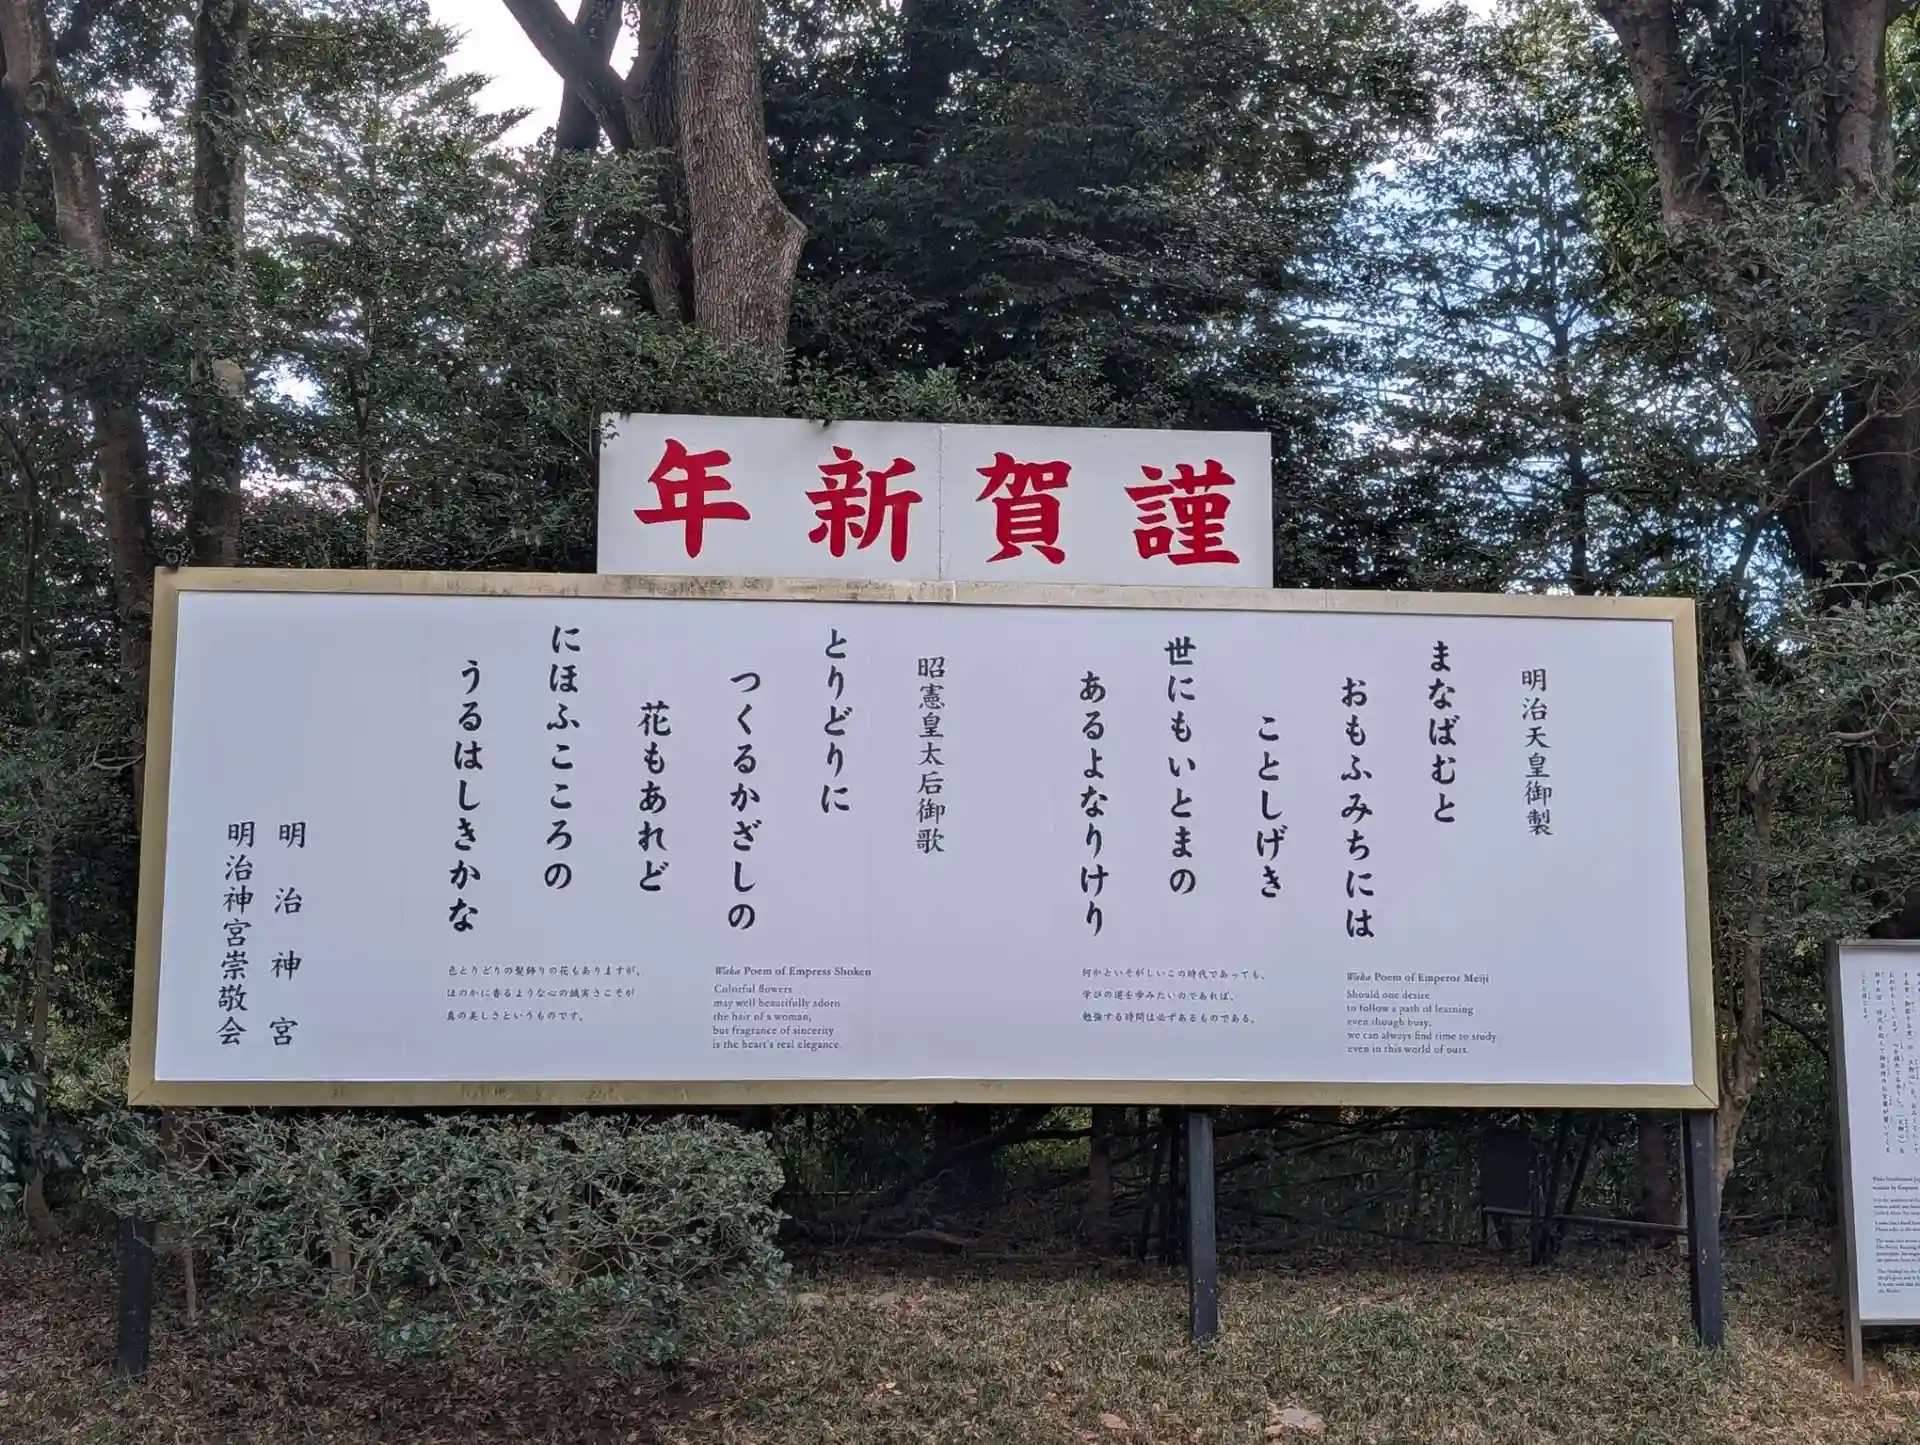 謹賀新年
明治天皇御製
まなばむと
おもふみちには
ことしげき
世にもいとまの
あるよなりけり
Waka Poem of Emperor Meiji
Should one desire
to follow a path of learning
even though busy,
we can always find time to study
even in this world of ours.
何かといそがしいこの時代であっても、
学びの道を歩みたいのであれば、
勉強する時間は必ずあるものである。
昭憲皇太后御歌
とりどりに
つくるかざしの
花もあれど
にほふこころの
うるはしきかな
Waka Poem of Empress Shoken
Colorful flowers
may well beautifully adorn
the hair of a woman,
but fragrance of sincerity
is the heart's real elegance.
色とりどりの髪飾りの花もありますが、
ほのかに香るような心の誠実さこそが
真の美しさというものです。
明治神宮
明治神宮崇敬会